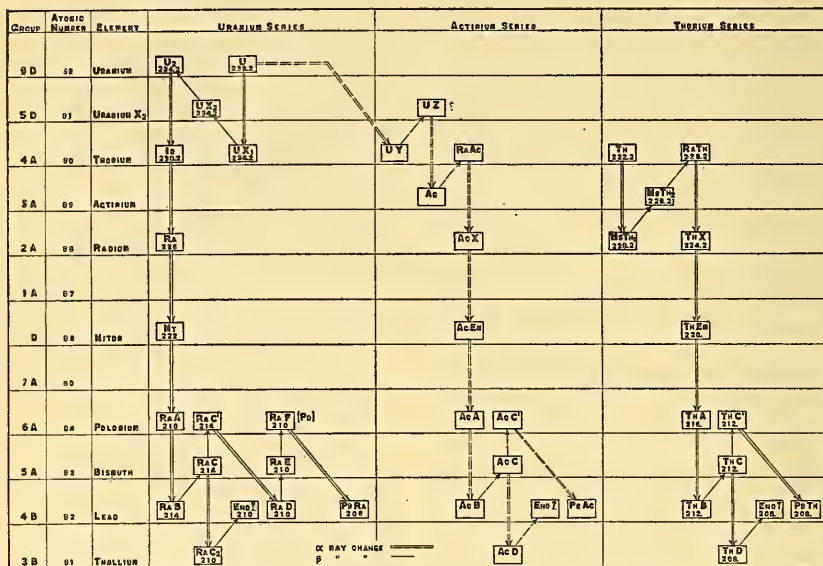 GROUP ATOMIC NUMBER ELEMENT URANIUM SERIES ACTINIUM SERIES THORIUM SERIES
6 D 92 URANIUM U2 234.2 U 238.2
5 D 91 URANIUM X2 UX2 234.2 UZ ?
4 A 90 THORIUM IO 230.2 UX1 234.2 UY RAAC TH 232.2 RATH 228.2
3 A 89 ACTINIUM AC MSTH2 228.2
2 A 88 RADIUM RA 226 ACX MSTH1 228.2 THX 224.2
1 A 87
0 86 NITON NT 222 ACEM THEM 220.
7 A 85
6 A 84 POLONIUM RAA 218 RAC' 214 RAF 210 (PO) ACA ACC' THA 216. THC' 212.
5 A 83 BISMUTH RAC 214 RAE 210 ACC THC 212.
4 B 82 LEAD RAB 214 END? 210 RAD 210 PBRA 206 ACB END? PBAC THB 212. END? 208. PBTH 208.
3 B 81 THALLIUM RAC2 210 ACD THD 208.
α RAY CHANGE
β " "